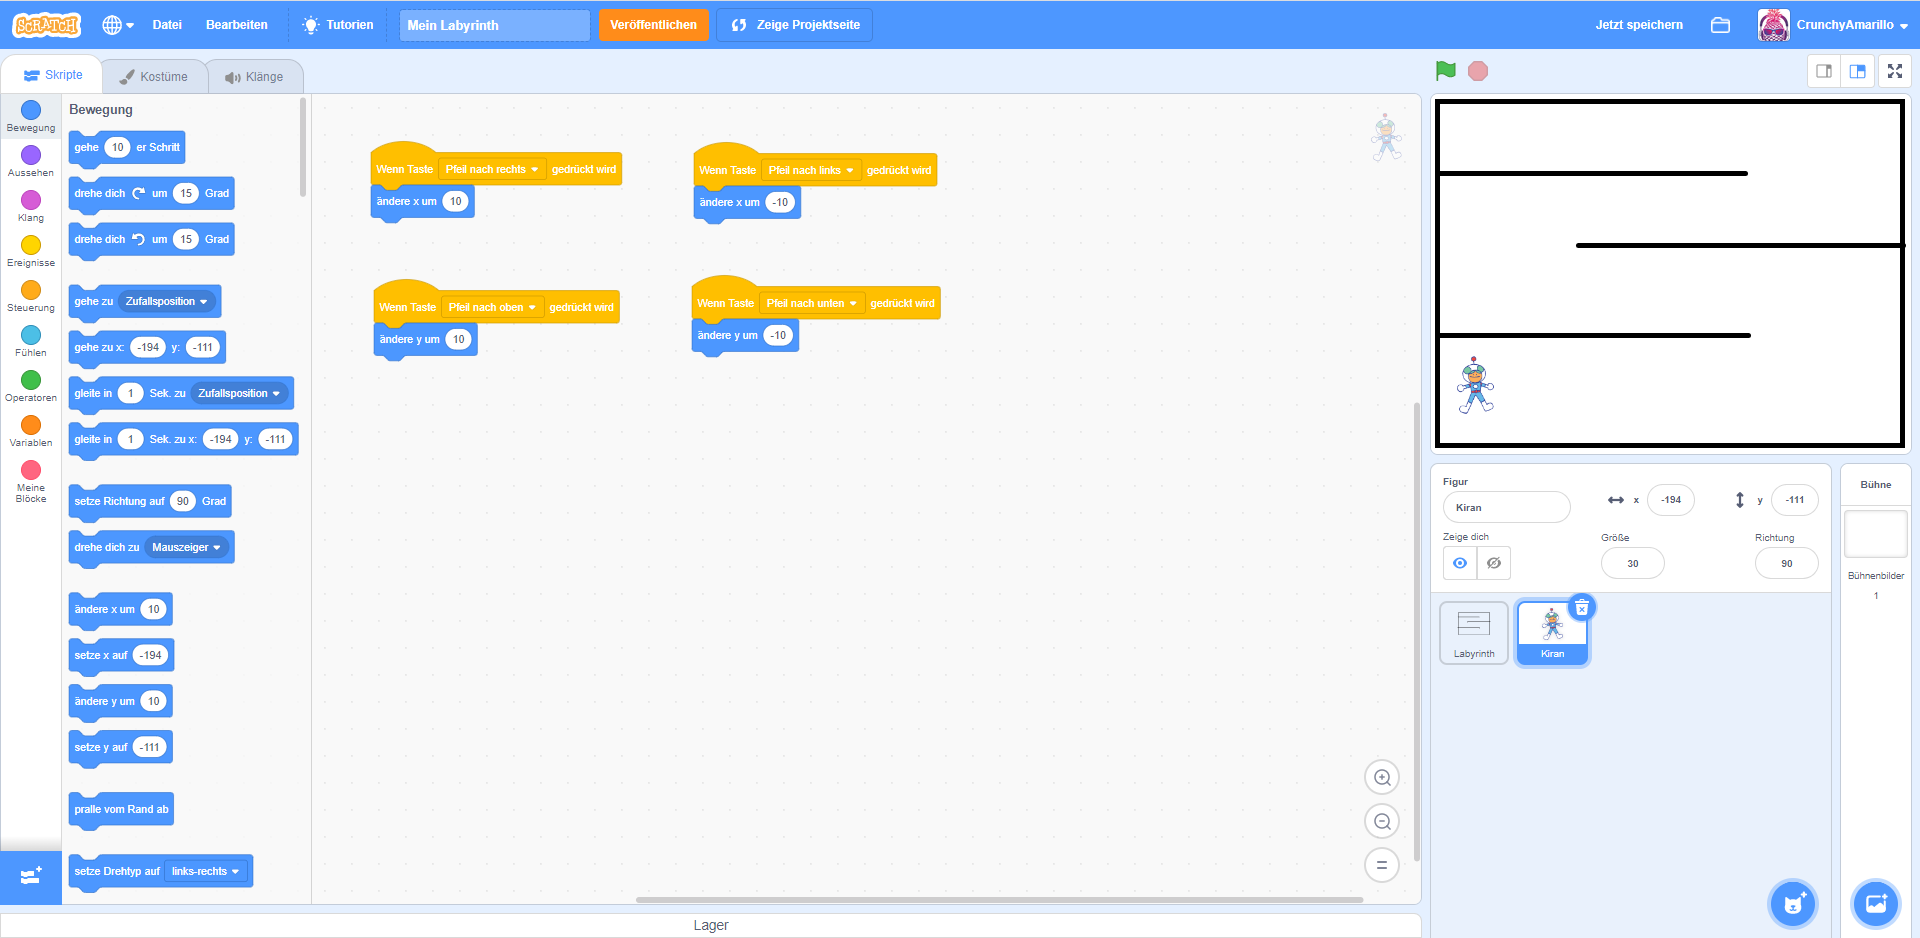 SCRATCH
Datei
Bearbeiten
Tutorien
Mein Labyrinth
Veröffentlichen
Zeige Projektseite
Jetzt speichern
CrunchyAmarillo
Skripte
Kostüme
Klänge
Bewegung
Aussehen
Klang
Ereignisse
Steuerung
Fühlen
Operatoren
Variablen
Meine
Blöcke
Bewegung
gehe 10 er Schritt
drehe dich um 15 Grad
drehe dich um 15 Grad
gehe zu Zufallsposition
gehe zu x: -194 y: -111
gleite in 1 Sek. zu Zufallsposition
gleite in 1 Sek. zu x: -194 y: -111
setze Richtung auf 90 Grad
drehe dich zu Mauszeiger
ändere x um 10
setze x auf -194
ändere y um 10
setze y auf -111
pralle vom Rand ab
setze Drehtyp auf links-rechts
Wenn Taste Pfeil nach rechts gedrückt wird
ändere x um 10
Wenn Taste Pfeil nach links gedrückt wird
ändere x um -10
Wenn Taste Pfeil nach oben gedrückt wird
ändere y um 10
Wenn Taste Pfeil nach unten gedrückt wird
ändere y um -10
Lager
Figur
Kiran
x -194
y -111
Zeige dich
Größe
30
Richtung
90
Labyrinth
Kiran
Bühne
Bühnenbilder
1